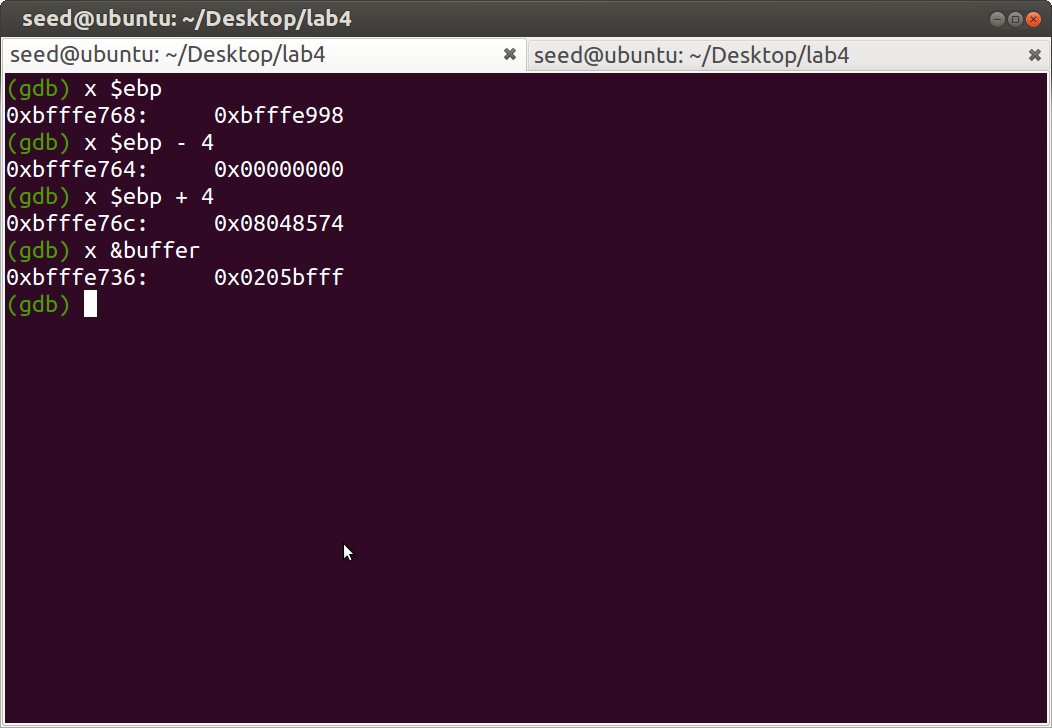 seed@ubuntu: ~/Desktop/lab4
seed@ubuntu: ~/Desktop/lab4 seed@ubuntu: ~/Desktop/lab4
(gdb) x $ebp
0xbfffe768: 0xbfffe998
(gdb) x $ebp - 4
0xbfffe764: 0x00000000
(gdb) x $ebp + 4
0xbfffe76c: 0x08048574
(gdb) x &buffer
0xbfffe736: 0x0205bfff
(gdb)